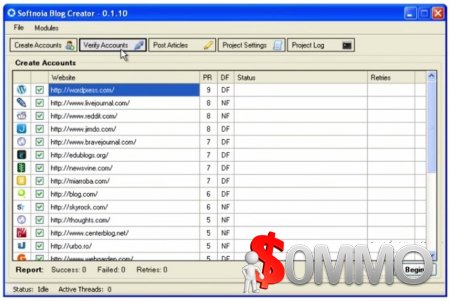 Softnoia Blog Creator - 0.1.10
File Modules
Create Accounts Verify Accounts Post Articles Project Settings Project Log
Create Accounts
Website PR DF Status Retries
http://wordpress.com/ 9 DF
http://www.livejournal.com/ 8 NF
http://www.reddit.com/ 8 NF
http://www.jimdo.com/ 8 DF
http://www.bravejournal.com/ 7 NF
http://edublogs.org/ 7 DF
http://newsvine.com/ 7 DF
http://miarroba.com/ 7 DF
http://blog.com/ 6 DF
http://skyrock.com/ 6 NF
http://thoughts.com/ 5 DF
http://www.centerblog.net/ 5 NF
http://urbo.ro/ 5 NF
http://www.webgarden.com/ 5 DF
$OMMO
Report: Success: 0 Failed: 0 Retries: 0 Begin
Status: Idle Active Threads: 0